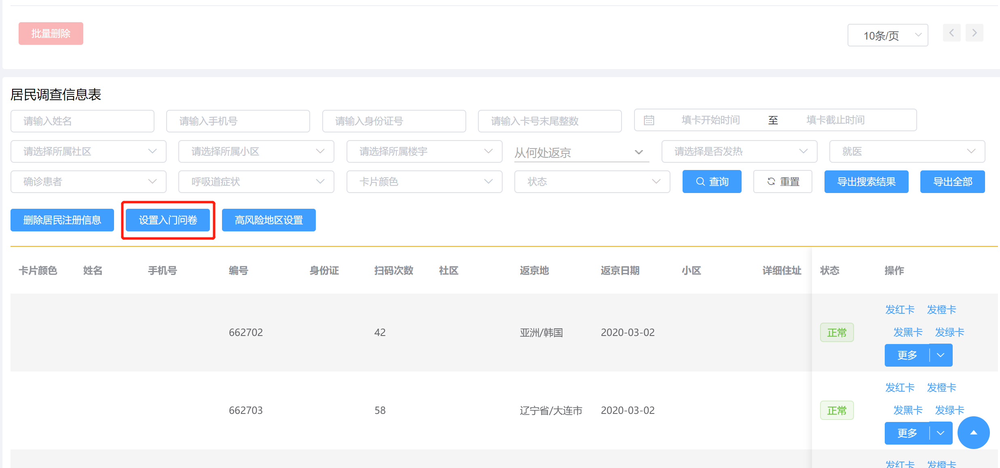 批量删除
10条/页
居民调查信息表
请输入姓名 请输入手机号 请输入身份证号 请输入卡号末尾整数 填卡开始时间 至 填卡截止时间
请选择所属社区 请选择所属小区 请选择所属楼宇 从何处返京 请选择是否发热 就医
确诊患者 呼吸道症状 卡片颜色 状态 查询 重置 导出搜索结果 导出全部
删除居民注册信息 设置入门问卷 高风险地区设置
卡片颜色 姓名 手机号 编号 身份证 扫码次数 社区 返京地 返京日期 小区 详细住址 状态 操作
发红卡 发橙卡
662702 42 亚洲/韩国 2020-03-02 正常 发黑卡 发绿卡
更多
发红卡 发橙卡
662703 58 辽宁省/大连市 2020-03-02 正常 发黑卡 发绿卡
更多
发红卡 发橙卡